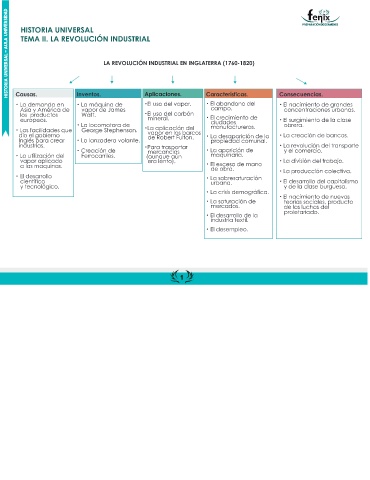 HISTORIA UNIVERSAL - AULA UNIVERSIDAD
fenix
HISTORIA UNIVERSAL
TEMA II. LA REVOLUCIÓN INDUSTRIAL
LA REVOLUCIÓN INDUSTRIAL EN INGLATERRA (1760-1820)
Causas.
• La demanda en
Asia y América de
los productos
europeos.
• Las facilidades que
dio el gobierno
inglés para crear
industrias.
• La utilización del
vapor aplicado
a las máquinas.
• El desarrollo
científico
y tecnológico.
Inventos.
• La máquina de
vapor de James
Watt.
• La locomotora de
George Stephenson.
• La lanzadera volante.
• Creación de
Ferrocarriles.
Aplicaciones.
•El uso del vapor.
•El uso del carbón
mineral.
•La aplicación del
vapor en los barcos
de Robert Fulton.
•Para trasportar
mercancías
(aunque aún
Características.
• El abandono del
campo.
• El crecimiento de
ciudades
manufactureras.
• La desaparición de la
propiedad comunal.
• La aparición de
maquinaria.
• El exceso de mano
de obra.
• La sobresaturación
urbana.
• La crisis demográfica.
• La saturación de
mercados.
• El desarrollo de la
industria textil.
• El desempleo.
Consecuencias.
• El nacimiento de grandes
concentraciones urbanas.
• El surgimiento de la clase
obrera.
• La creación de bancos.
• La revolución del transporte
y el comercio.
• La división del trabajo.
• La producción colectiva.
• El desarrollo del capitalismo
y de la clase burguesa.
• El nacimiento de nuevas
teorías sociales, producto
de las luchas del
proletariado.